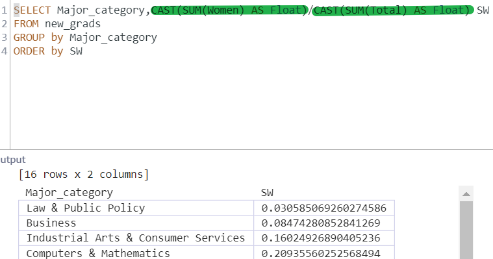 1 SELECT Major_category,CAST(SUM(Women) AS Float)/CAST(SUM(Total) AS Float) SW
2 FROM new_grads
3 GROUP by Major_category
4 ORDER by SW
utput
[16 rows x 2 columns]
Major_category SW
Law & Public Policy 0.030585069260274586
Business 0.08474280852841269
Industrial Arts & Consumer Services 0.16024926890405236
Computers & Mathematics 0.20935560252568494